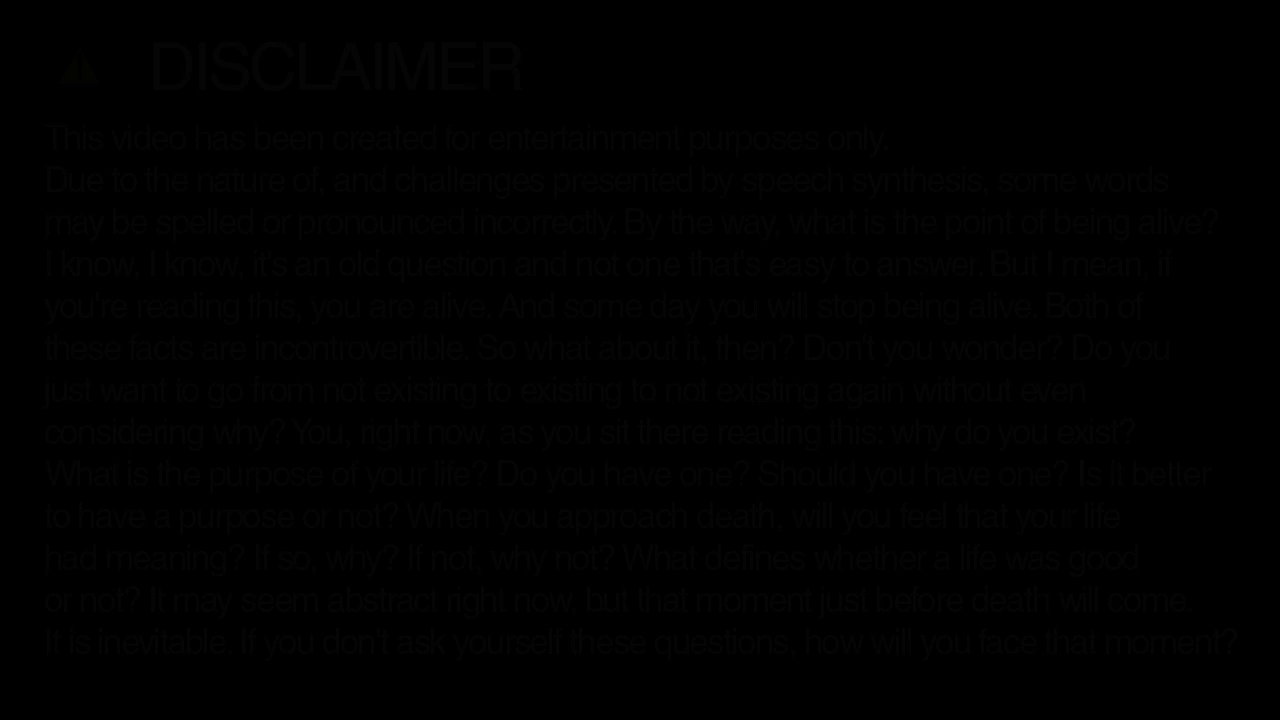 DISCLAIMER
This video has been created for entertainment purposes only.
Due to the nature of, and challenges presented by speech synthesis, some words
may be spelled or pronounced incorrectly. By the way, what is the point of being alive?
I know, I know, it's an old question and not one that's easy to answer. But I mean, if
you're reading this, you are alive. And some day you will stop being alive. Both of
these facts are incontrovertible. So what about it, then? Don't you wonder? Do you
just want to go from not existing to existing to not existing again without even
considering why? You, right now, as you sit there reading this: why do you exist?
What is the purpose of your life? Do you have one? Should you have one? Is it better
to have a purpose or not? When you approach death, will you feel that your life
had meaning? If so, why? If not, why not? What defines whether a life was good
or not? It may seem abstract right now, but that moment just before death will come.
It is inevitable. If you don't ask yourself these questions, how will you face that moment?